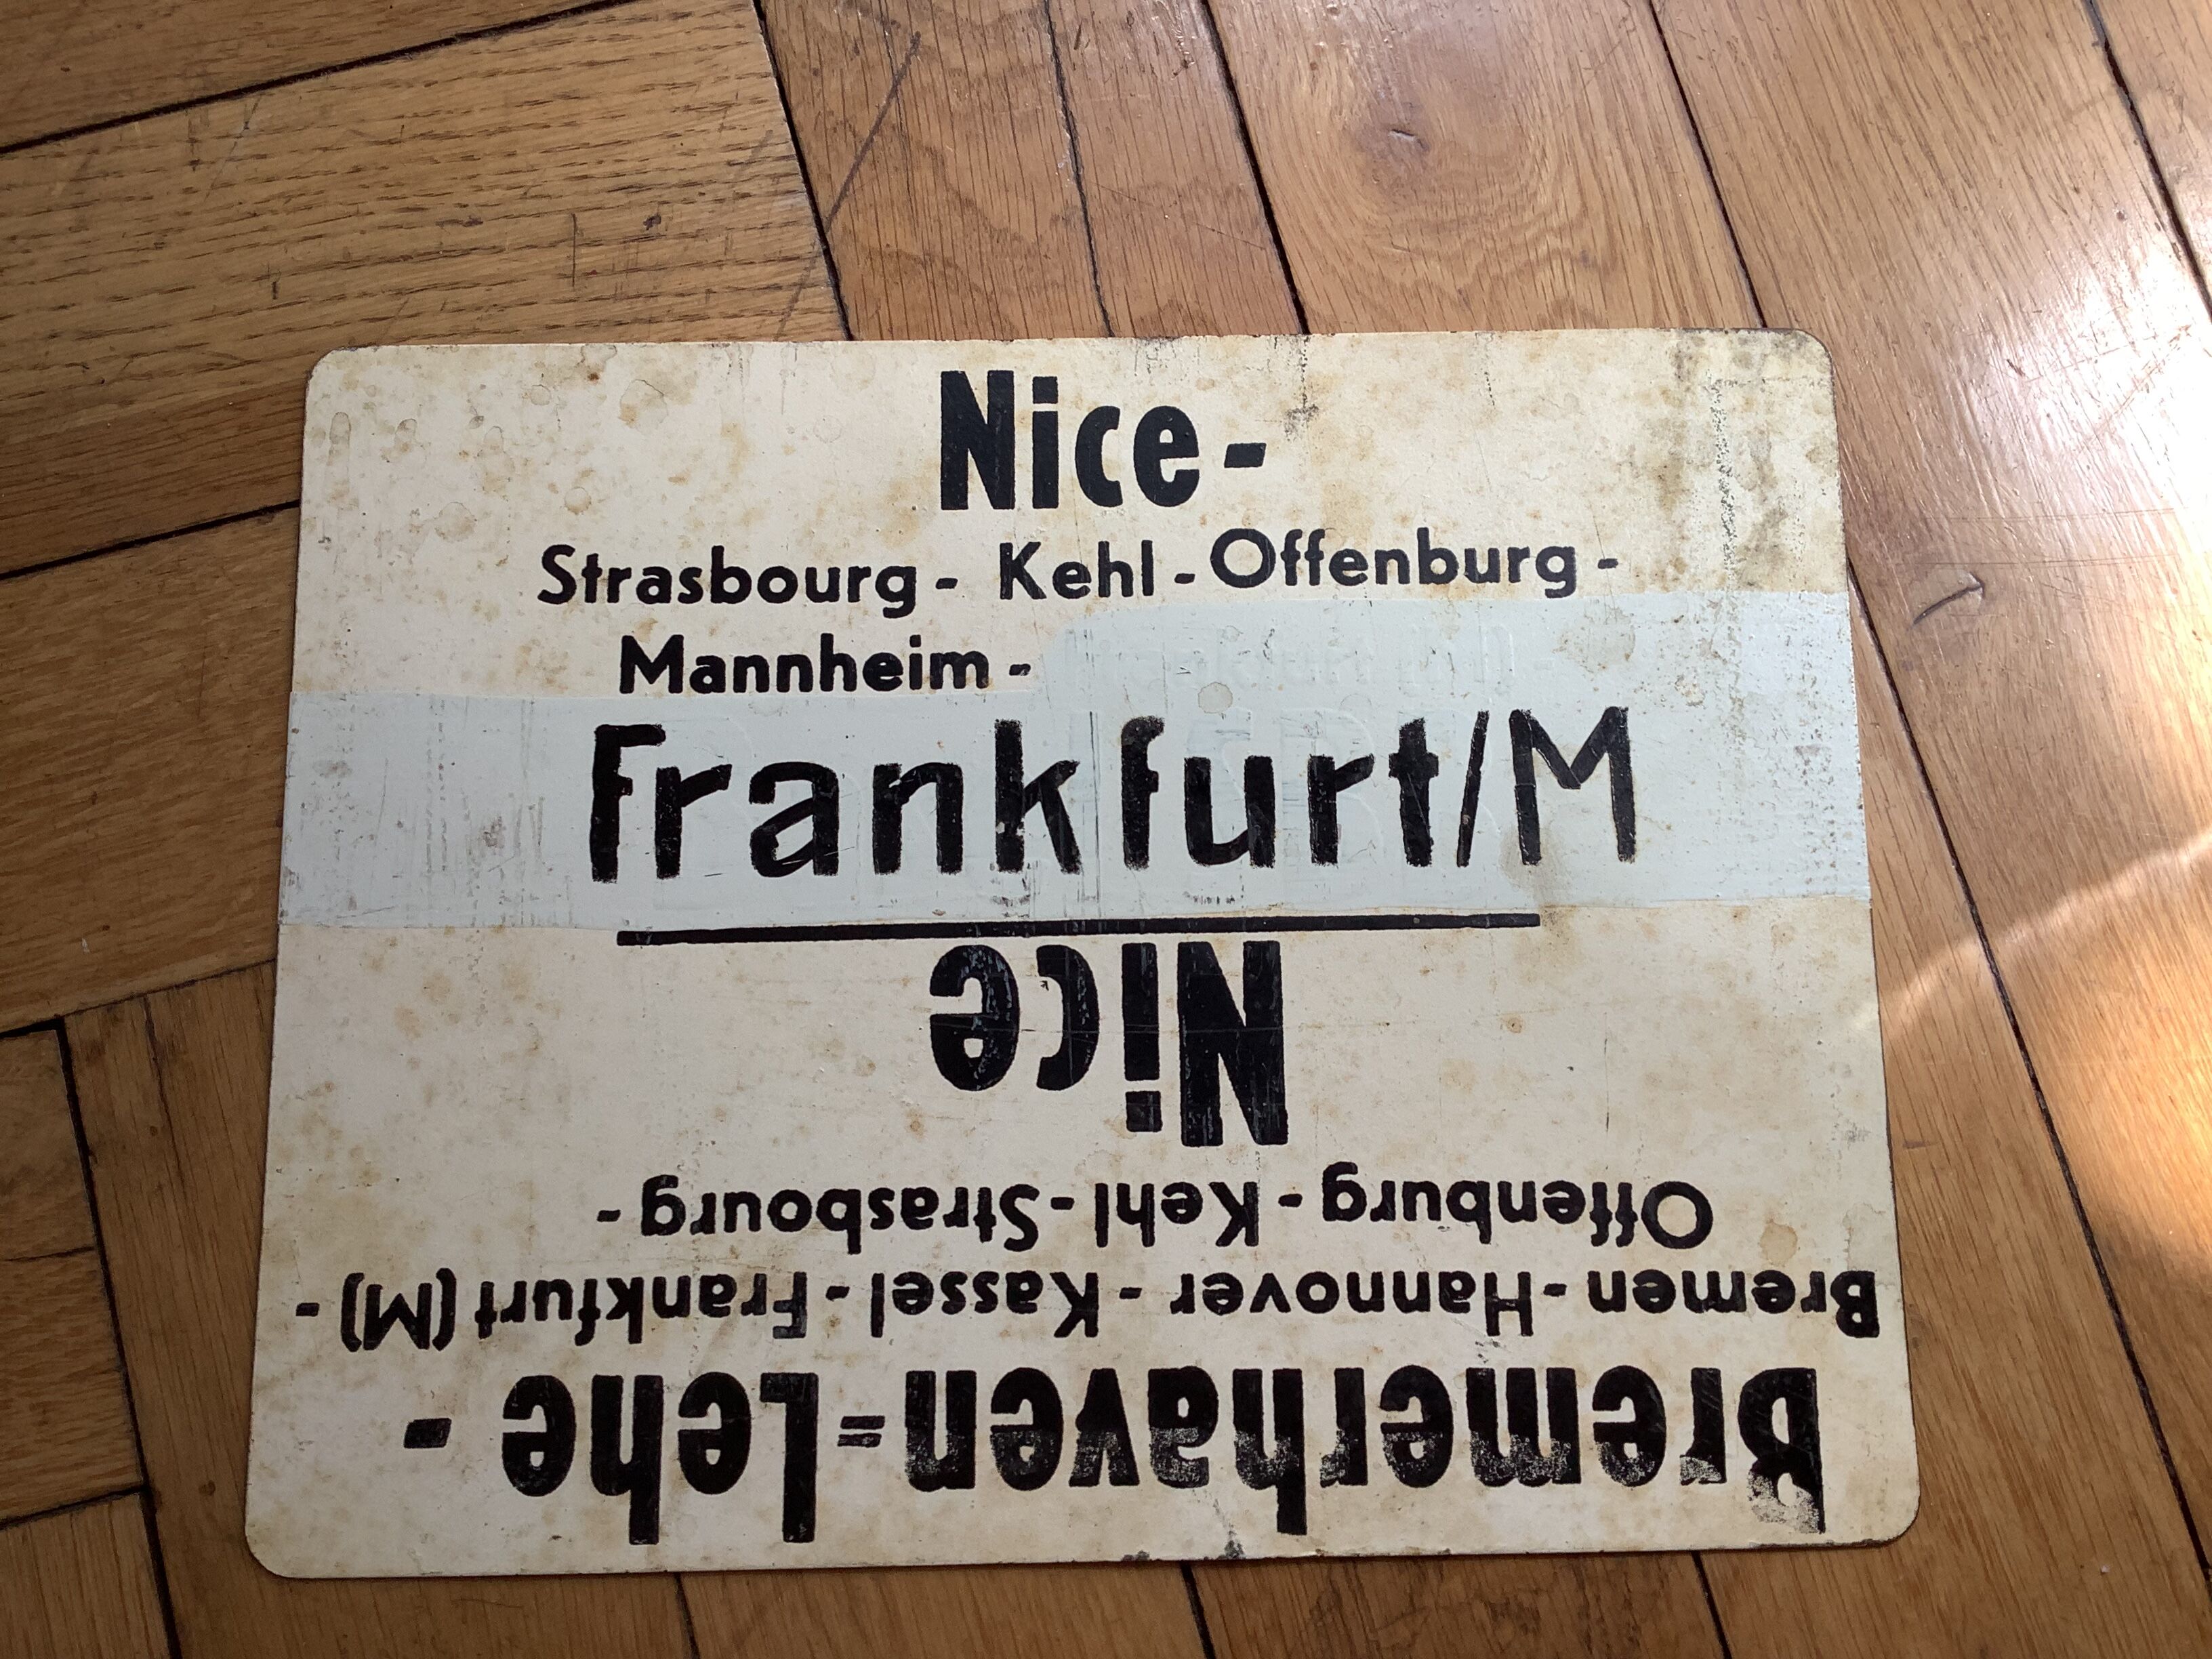 Nice-
Strasbourg - Kehl - Offenburg -
Mannheim -
Frankfurt/M
Bremerhaven=Lehe -
Bremen-Hannover - Kassel - Frankfurt (M) -
Offenburg - Kehl - Strasbourg -
Nice